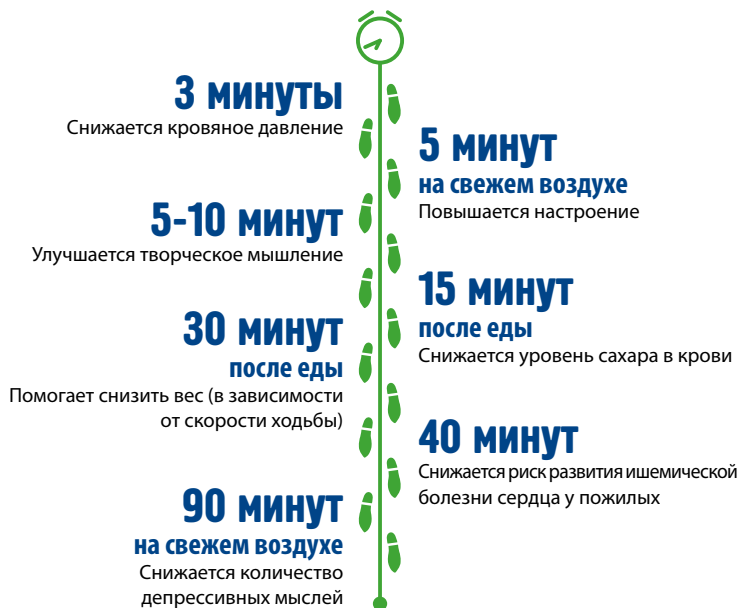 3 минуты
Снижается кровяное давление
5 минут
на свежем воздухе
Повышается настроение
5-10 минут
Улучшается творческое мышление
15 минут
после еды
Снижается уровень сахара в крови
30 минут
после еды
Помогает снизить вес (в зависимости
от скорости ходьбы)
40 минут
Снижается риск развития ишемической
болезни сердца у пожилых
90 минут
на свежем воздухе
Снижается количество
депрессивных мыслей